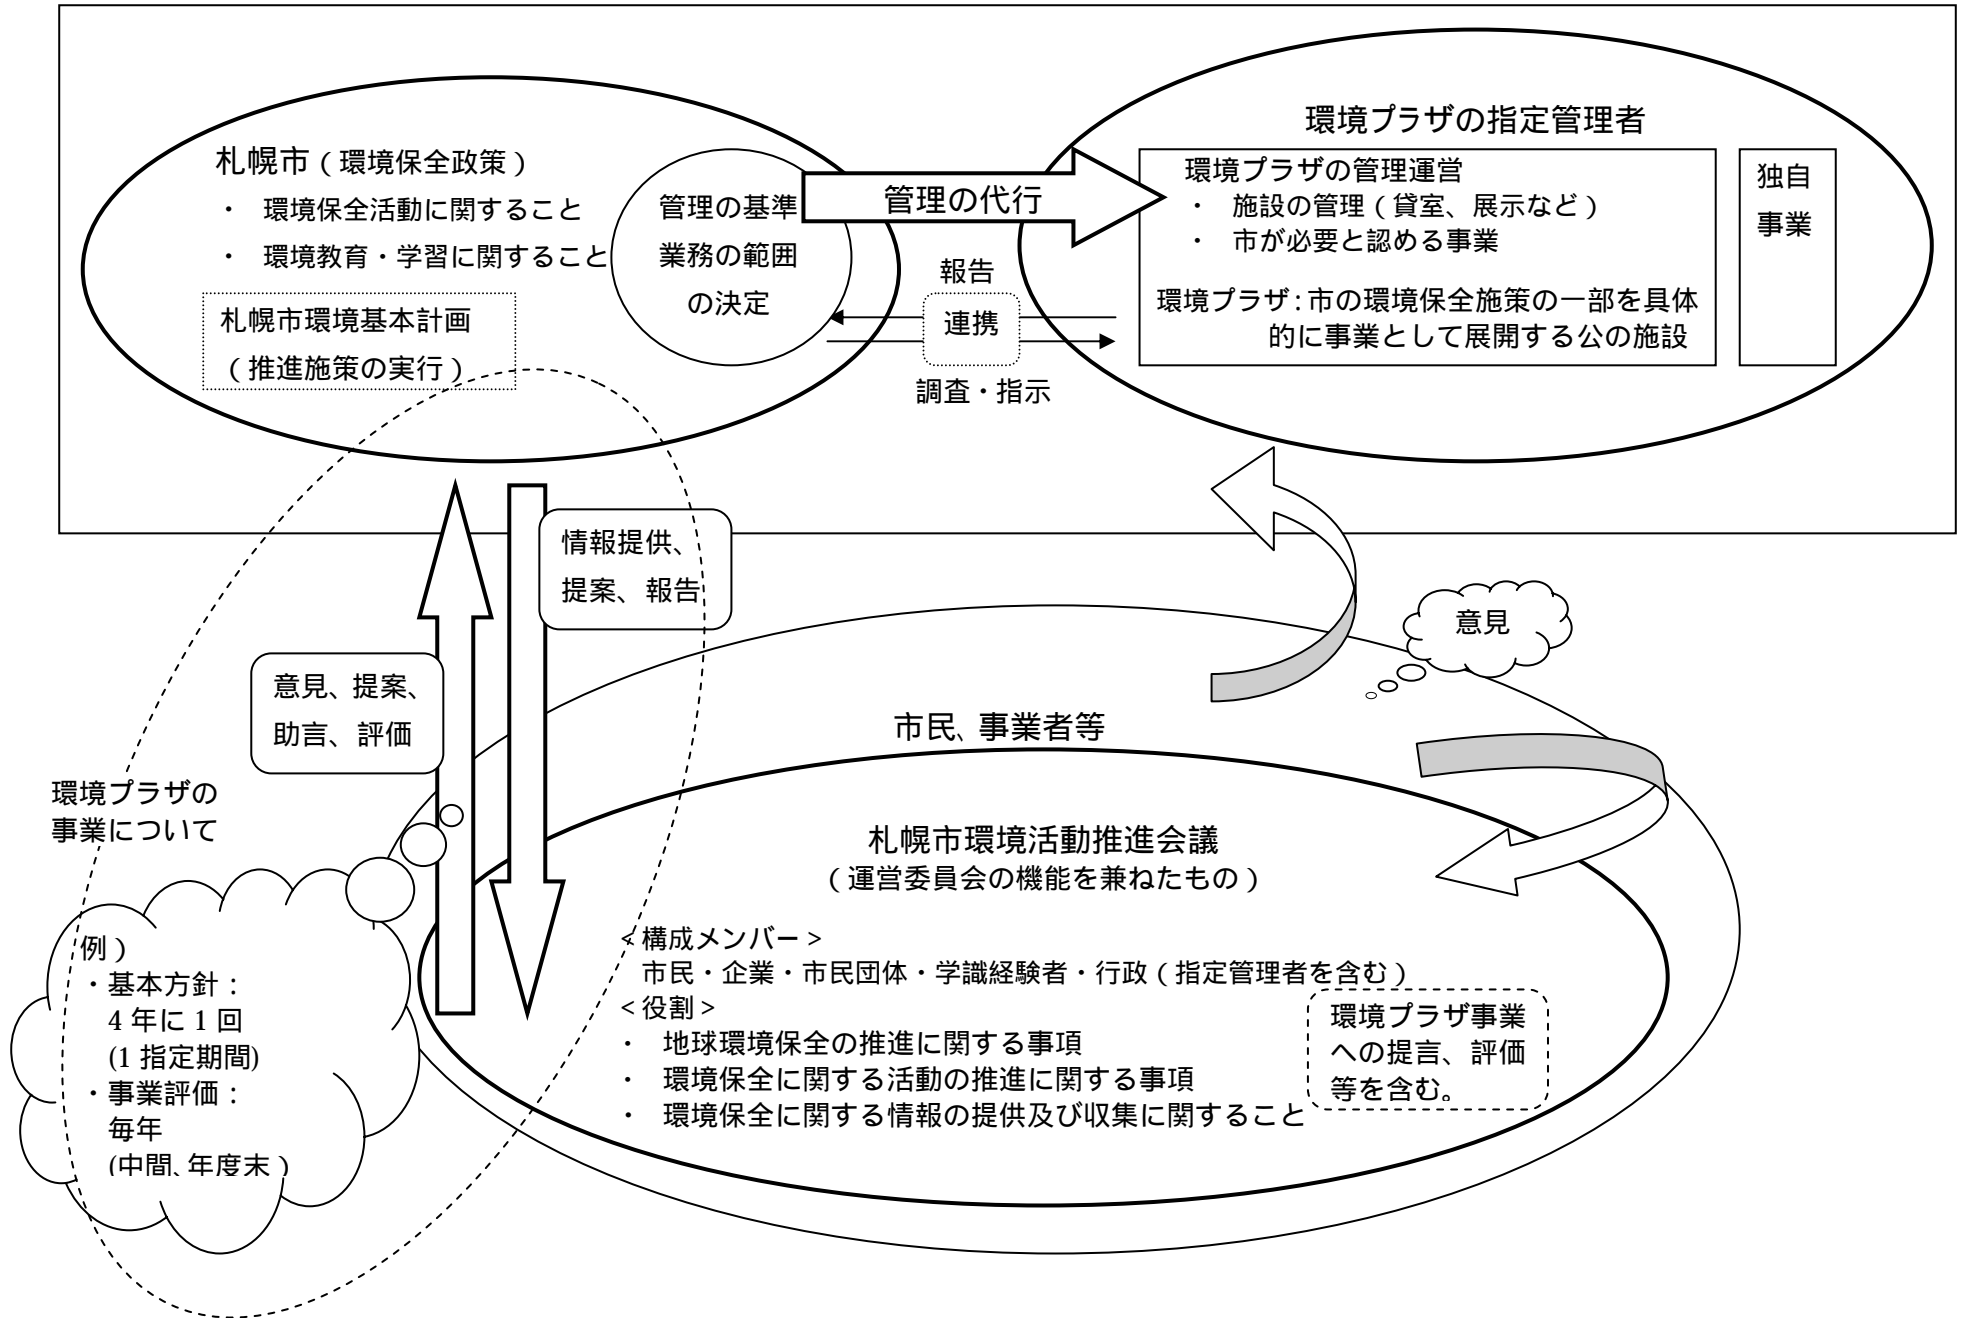 札幌市（環境保全政策）
・ 環境保全活動に関すること
・ 環境教育・学習に関すること
札幌市環境基本計画
（推進施策の実行）
管理の基準
業務の範囲
の決定
管理の代行
報告
連携
調査・指示
環境プラザの指定管理者
環境プラザの管理運営
・ 施設の管理（貸室、展示など）
・ 市が必要と認める事業
環境プラザ：市の環境保全施策の一部を具体
的に事業として展開する公の施設
独自
事業
情報提供、
提案、報告
意見、提案、
助言、評価
意見
市民、事業者等
環境プラザの
事業について
札幌市環境活動推進会議
（運営委員会の機能を兼ねたもの）
例）
・基本方針：
4 年に 1 回
(1 指定期間)
・事業評価：
毎年
(中間、年度末）
＜構成メンバー＞
市民・企業・市民団体・学識経験者・行政（指定管理者を含む）
＜役割＞
・ 地球環境保全の推進に関する事項
・ 環境保全に関する活動の推進に関する事項
・ 環境保全に関する情報の提供及び収集に関すること
環境プラザ事業
への提言、評価
等を含む。